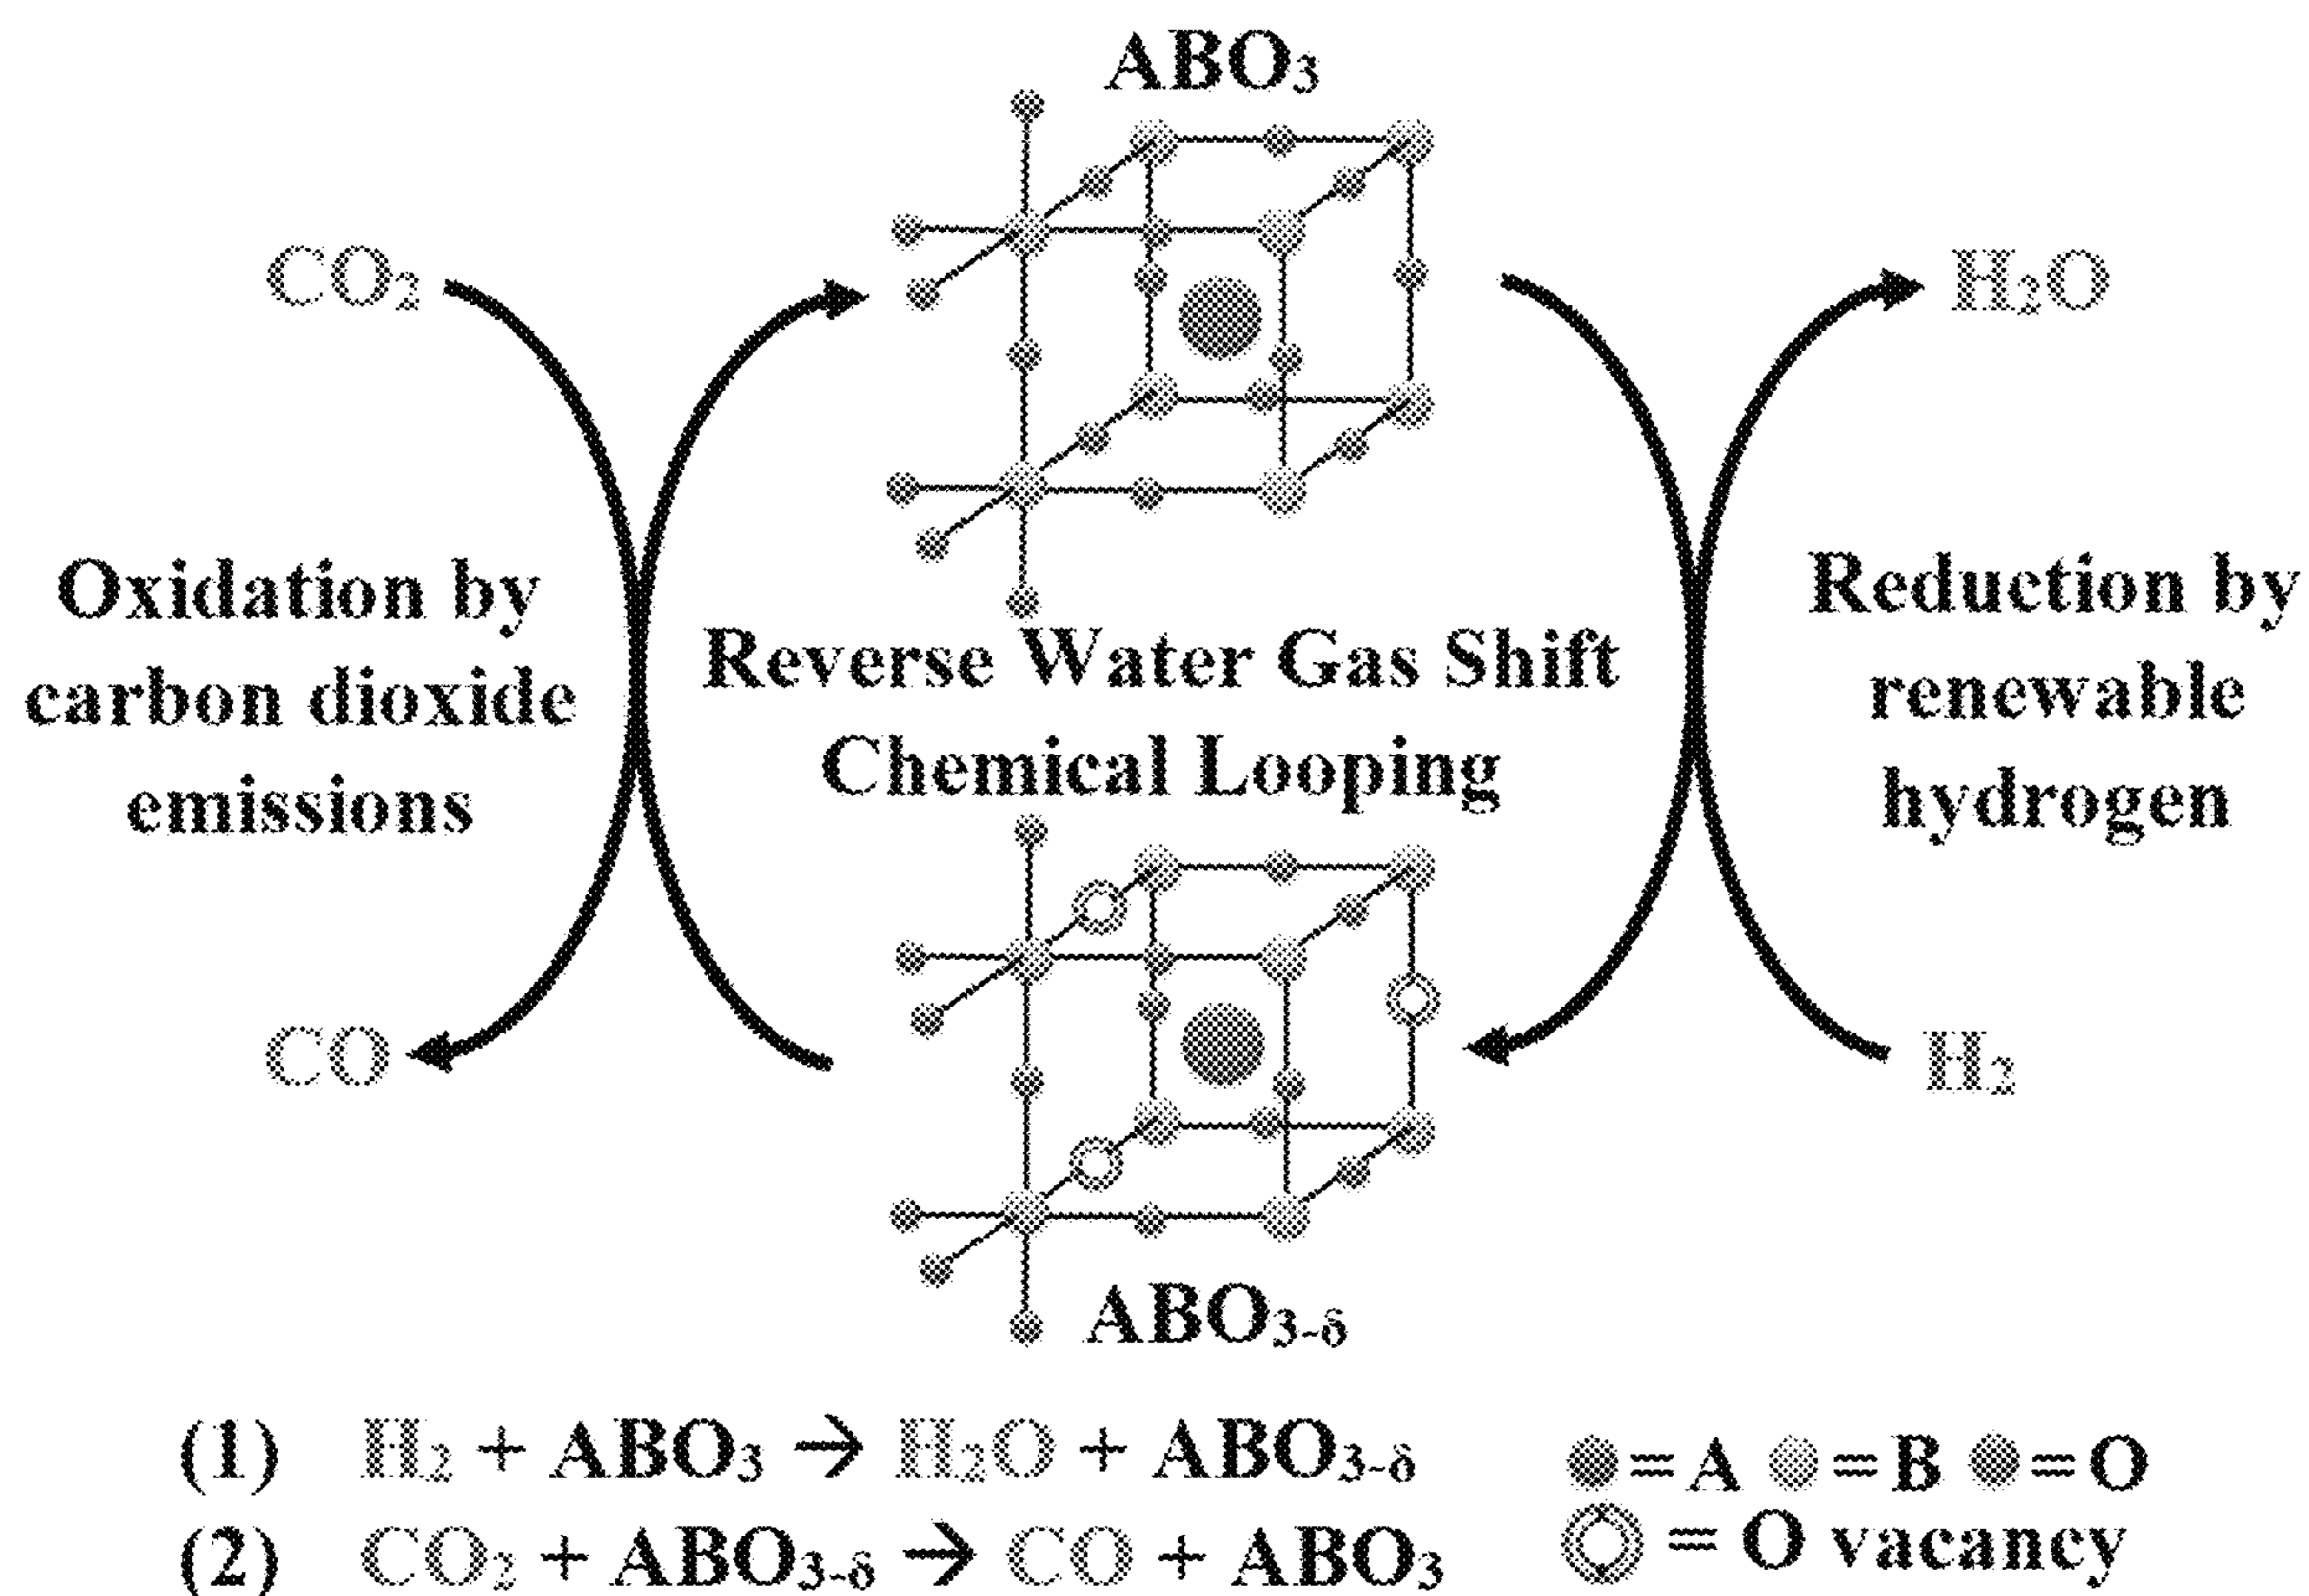 ABO₃
CO₂
H₂O
Oxidation by
carbon dioxide
emissions
Reverse Water Gas Shift
Chemical Looping
Reduction by
renewable
hydrogen
CO
H₂
ABO₃₋δ
(1) H₂ + ABO₃ → H₂O + ABO₃₋δ
(2) CO₂ + ABO₃₋δ → CO + ABO₃
= A = B = O
= O vacancy